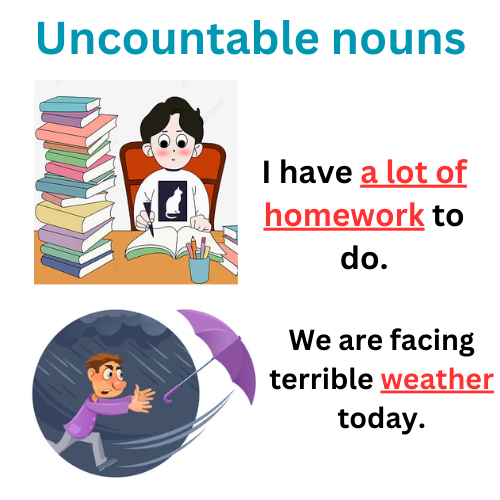 Uncountable nouns
I have a lot of
homework to
do.
We are facing
terrible weather
today.